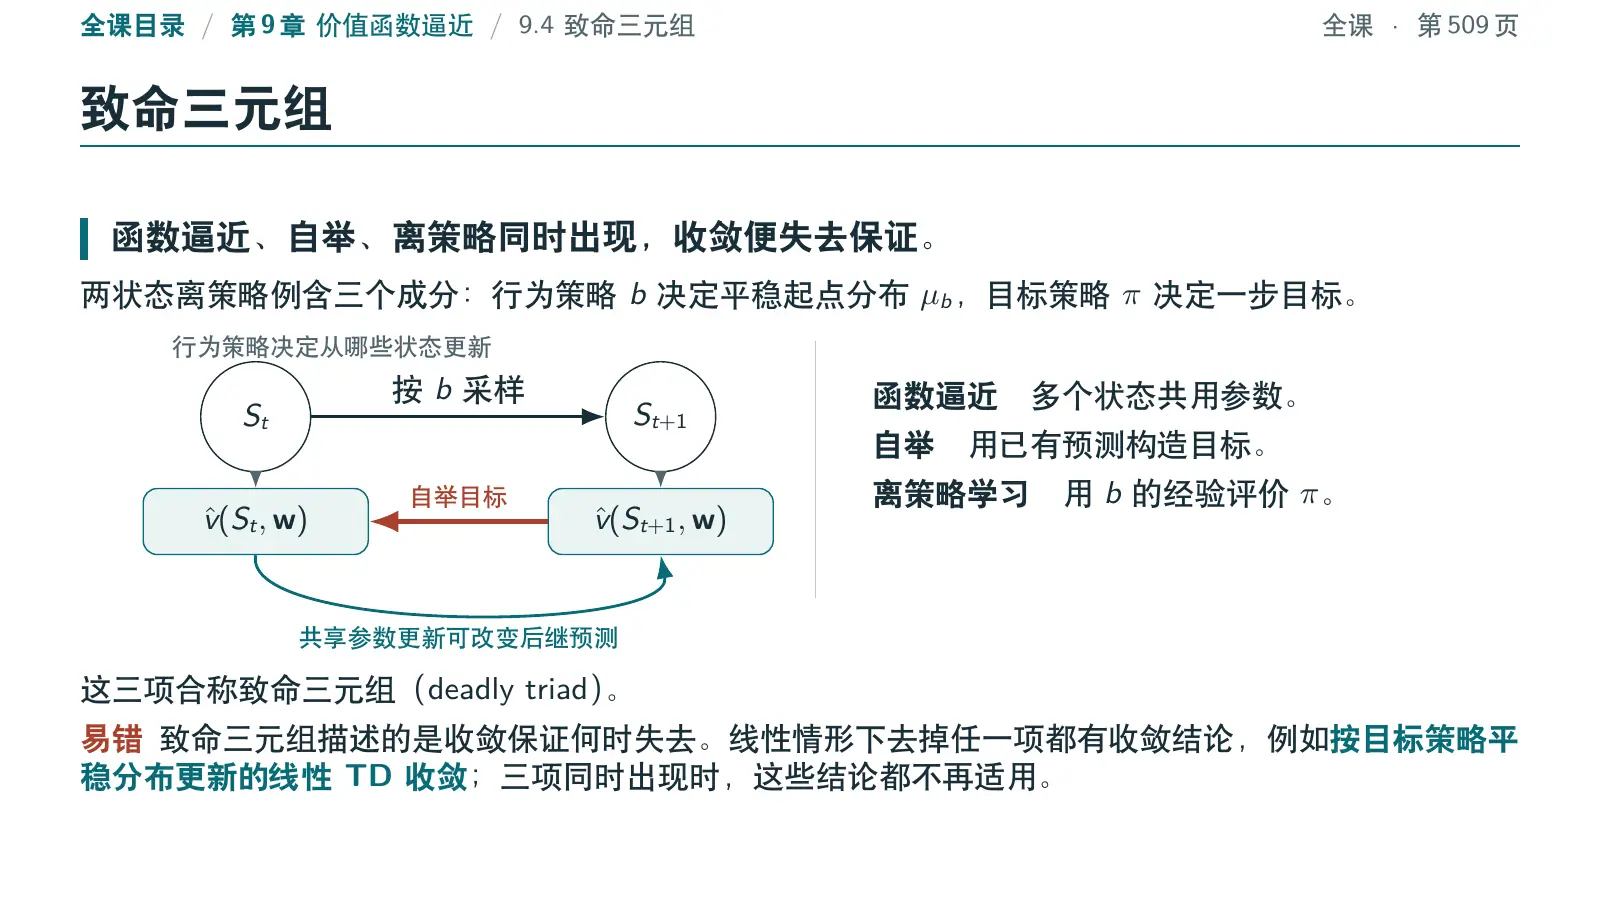 全课目录 / 第9章 价值函数逼近 / 9.4 致命三元组
全课 · 第509页
致命三元组
函数逼近、自举、离策略同时出现，收敛便失去保证。
两状态离策略例含三个成分：行为策略 b 决定平稳起点分布 μ_b，目标策略 π 决定一步目标。
行为策略决定从哪些状态更新
S_t
按 b 采样
S_{t+1}
自举目标
v̂(S_t, w)
v̂(S_{t+1}, w)
共享参数更新可改变后继预测
函数逼近 多个状态共用参数。
自举 用已有预测构造目标。
离策略学习 用 b 的经验评价 π。
这三项合称致命三元组（deadly triad）。
易错 致命三元组描述的是收敛保证何时失去。线性情形下去掉任一项都有收敛结论，例如按目标策略平
稳分布更新的线性 TD 收敛；三项同时出现时，这些结论都不再适用。